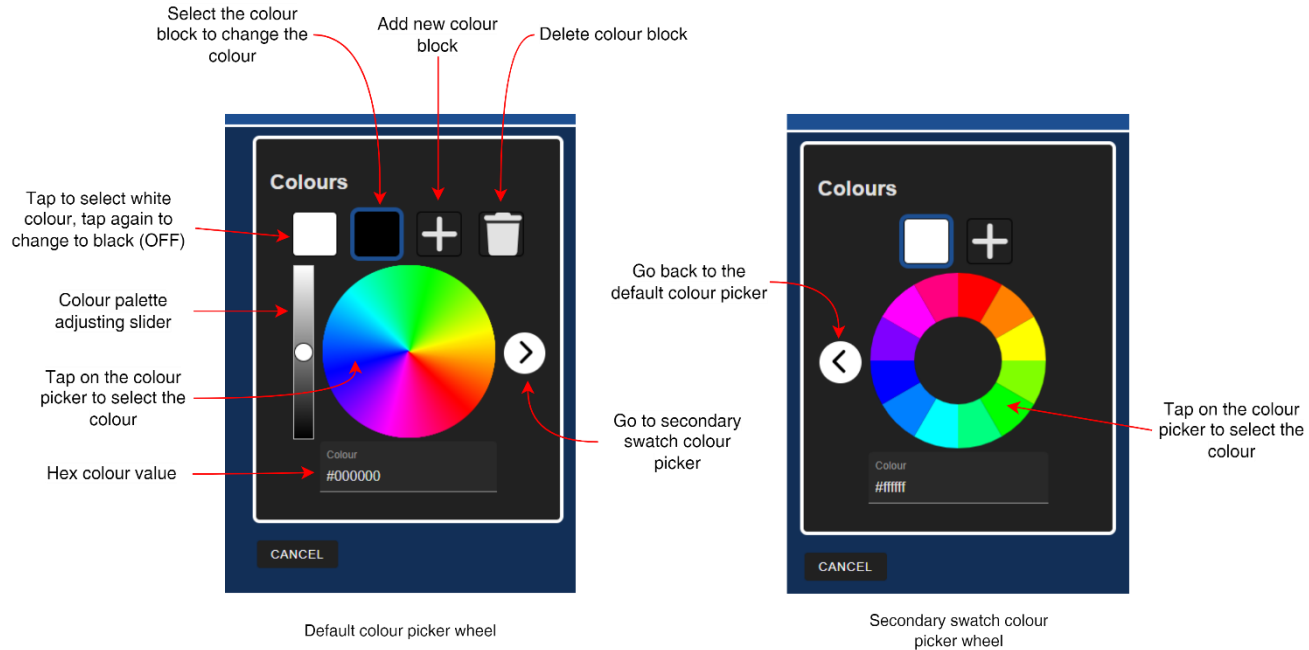 Select the colour
block to change the
colour
Add new colour
block
Delete colour block
Colours
Tap to select white
colour, tap again to
change to black (OFF)
Colour palette
adjusting slider
Tap on the colour
picker to select the
colour
Hex colour value
Colour
#000000
Go to secondary
swatch colour
picker
CANCEL
Default colour picker wheel
Colours
Go back to the
default colour picker
Tap on the colour
picker to select the
colour
Colour
#ffffff
CANCEL
Secondary swatch colour
picker wheel